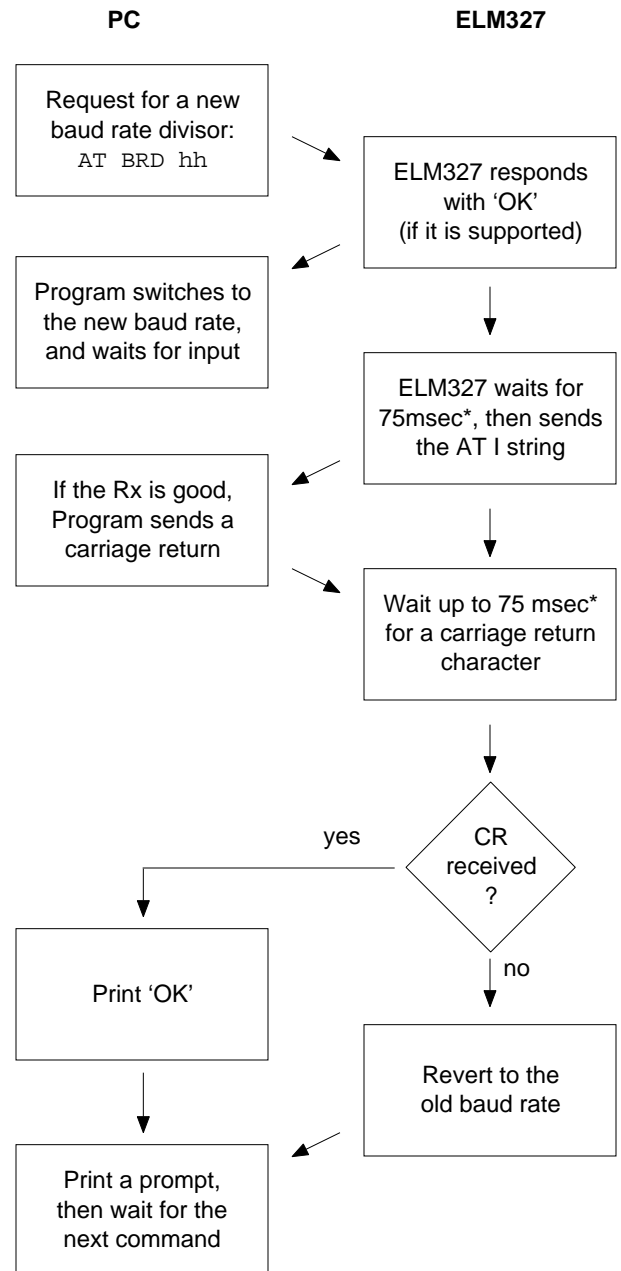 PC
ELM327
Request for a new
baud rate divisor:
AT BRD hh
ELM327 responds
with ‘OK’
(if it is supported)
Program switches to
the new baud rate,
and waits for input
ELM327 waits for
75msec*, then sends
the AT I string
If the Rx is good,
Program sends a
carriage return
Wait up to 75 msec*
for a carriage return
character
CR
received
?
yes
no
Print ‘OK’
Revert to the
old baud rate
Print a prompt,
then wait for the
next command